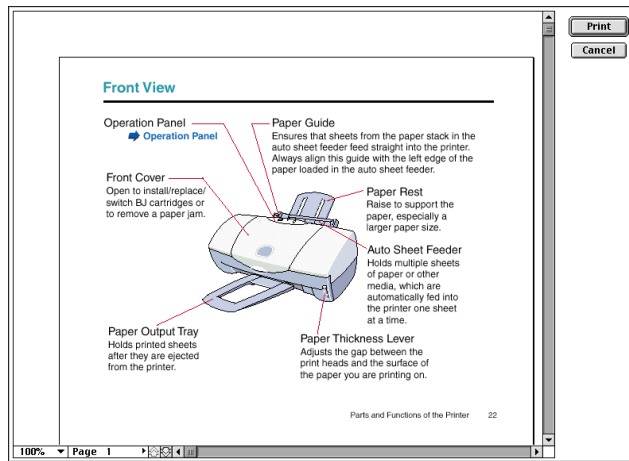 Print
Cancel
Front View
Operation Panel
Operation Panel
Paper Guide
Ensures that sheets from the paper stack in the
auto sheet feeder feed straight into the printer.
Always align this guide with the left edge of the
paper loaded in the auto sheet feeder.
Front Cover
Open to install/replace/
switch BJ cartridges or
to remove a paper jam.
Paper Rest
Raise to support the
paper, especially a
larger paper size.
Auto Sheet Feeder
Holds multiple sheets
of paper or other
media, which are
automatically fed into
the printer one sheet
at a time.
Paper Output Tray
Holds printed sheets
after they are ejected
from the printer.
Paper Thickness Lever
Adjusts the gap between the
print heads and the surface of
the paper you are printing on.
Parts and Functions of the Printer 22
100% Page 1